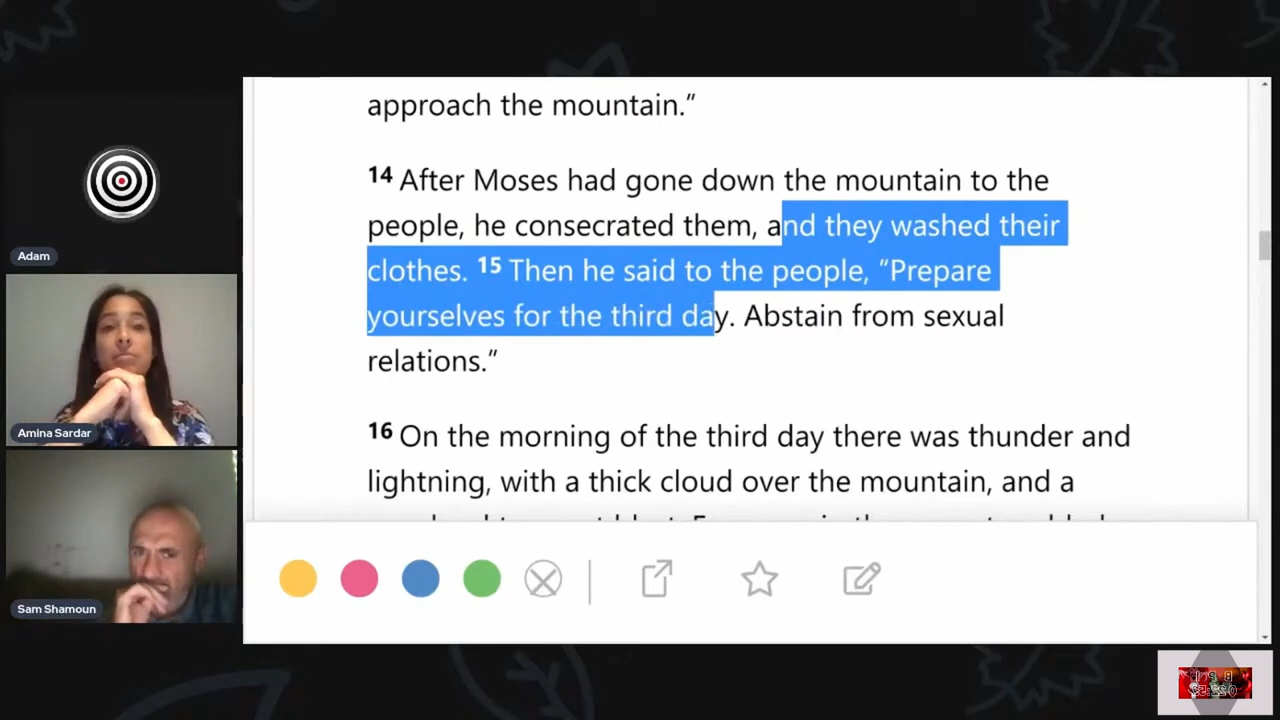 approach the mountain.”
14 After Moses had gone down the mountain to the
people, he consecrated them, and they washed their
clothes. 15 Then he said to the people, “Prepare
yourselves for the third day. Abstain from sexual
relations.”
16 On the morning of the third day there was thunder and
lightning, with a thick cloud over the mountain, and a
Adam
Amina Sardar
Sam Shamoun